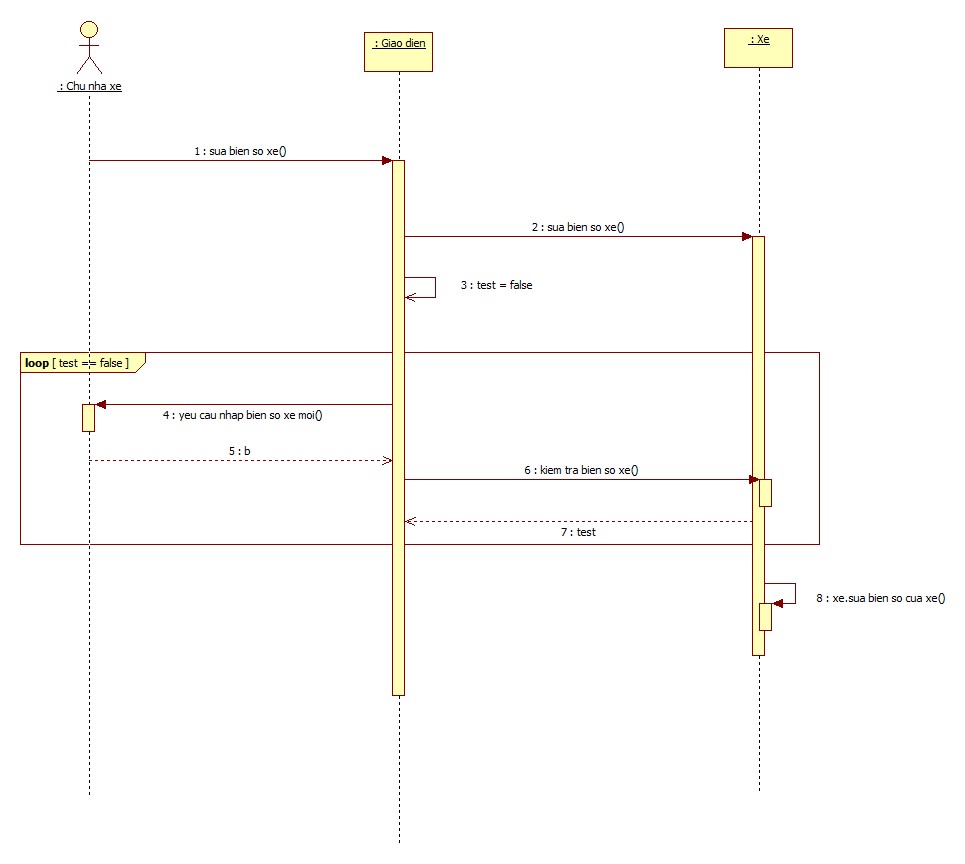 : Giao dien
: Xe
: Chu nha xe
1 : sua bien so xe()
2 : sua bien so xe()
3 : test = false
loop [ test == false ]
4 : yeu cau nhap bien so xe moi()
5 : b
6 : kiem tra bien so xe()
7 : test
8 : xe.sua bien so cua xe()